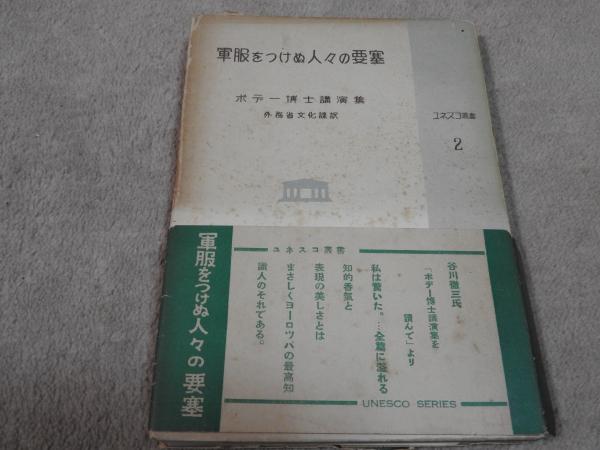 軍服をつけぬ人々の要塞
ボデー博士講演集
外務省文化課訳
ユネスコ叢書
2
ユネスコ叢書
軍服をつけぬ人々の要塞
谷川徹三氏
「ボデー博士講演集を
読んで」より
私は驚いた。…全篇に溢れる
知的香氣と
表現の美しさとは
まさしくヨーロツパの最高知
識人のそれである。
UNESCO SERIES